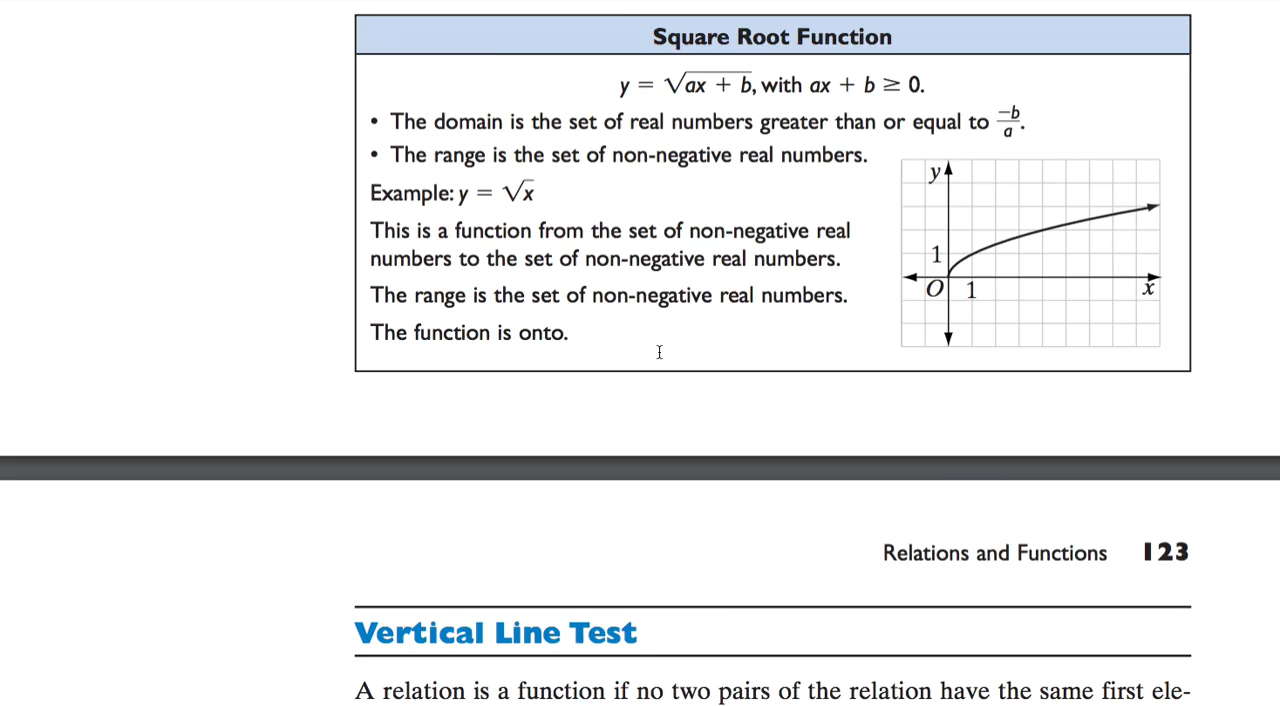 Square Root Function
y = √(ax + b), with ax + b ≥ 0.
• The domain is the set of real numbers greater than or equal to −b/a.
• The range is the set of non-negative real numbers.
Example: y = √x
This is a function from the set of non-negative real
numbers to the set of non-negative real numbers.
The range is the set of non-negative real numbers.
The function is onto.
y
1
O 1 x
Relations and Functions 123
Vertical Line Test
A relation is a function if no two pairs of the relation have the same first ele-